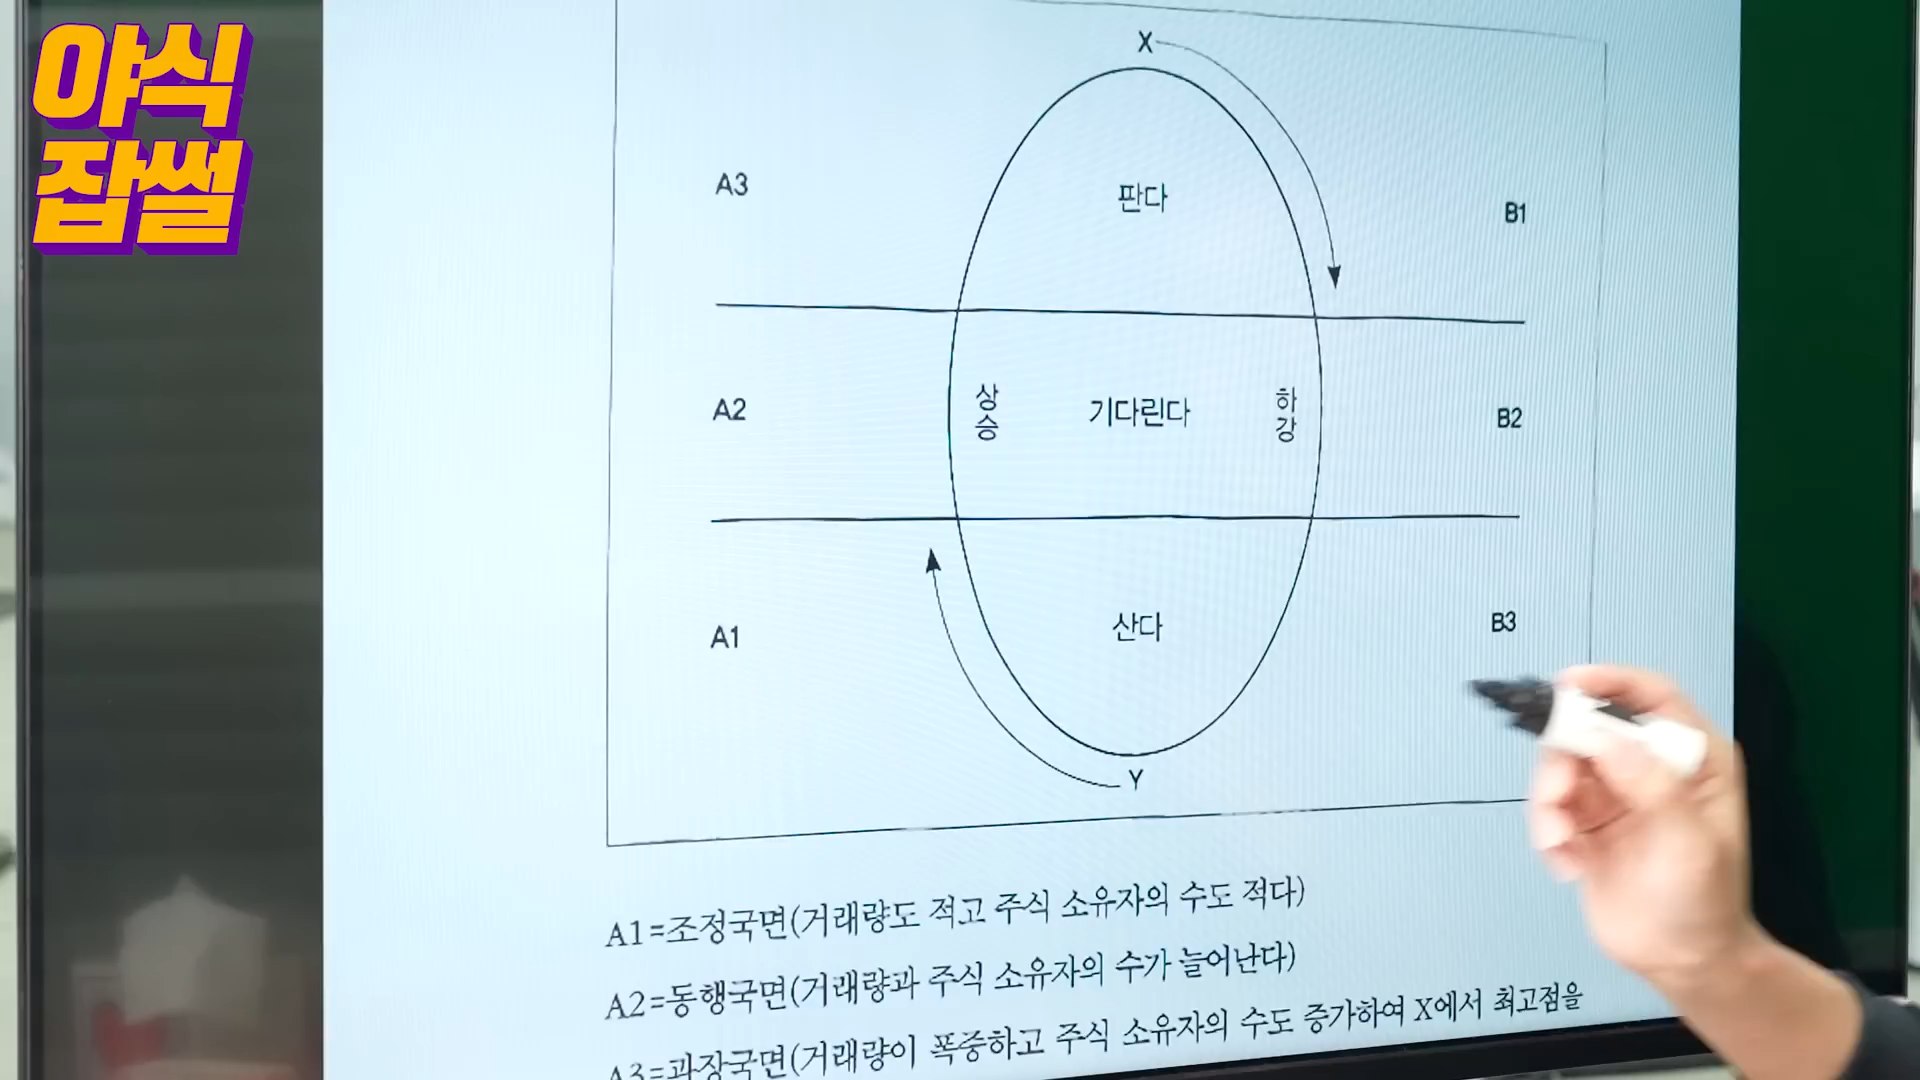 야식
잡썰
X
A3
판다
B1
A2
상승
기다린다
하강
B2
A1
산다
B3
Y
A1=조정국면(거래량도 적고 주식 소유자의 수도 적다)
A2=동행국면(거래량과 주식 소유자의 수가 늘어난다)
A3=과장국면(거래량이 폭증하고 주식 소유자의 수도 증가하여 X에서 최고점을